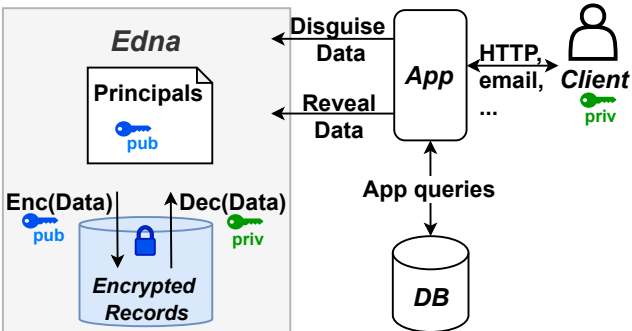 Edna
Principals
pub
Enc(Data)
pub
Dec(Data)
priv
Encrypted
Records
Disguise
Data
Reveal
Data
App
HTTP,
email,
...
Client
priv
App queries
DB